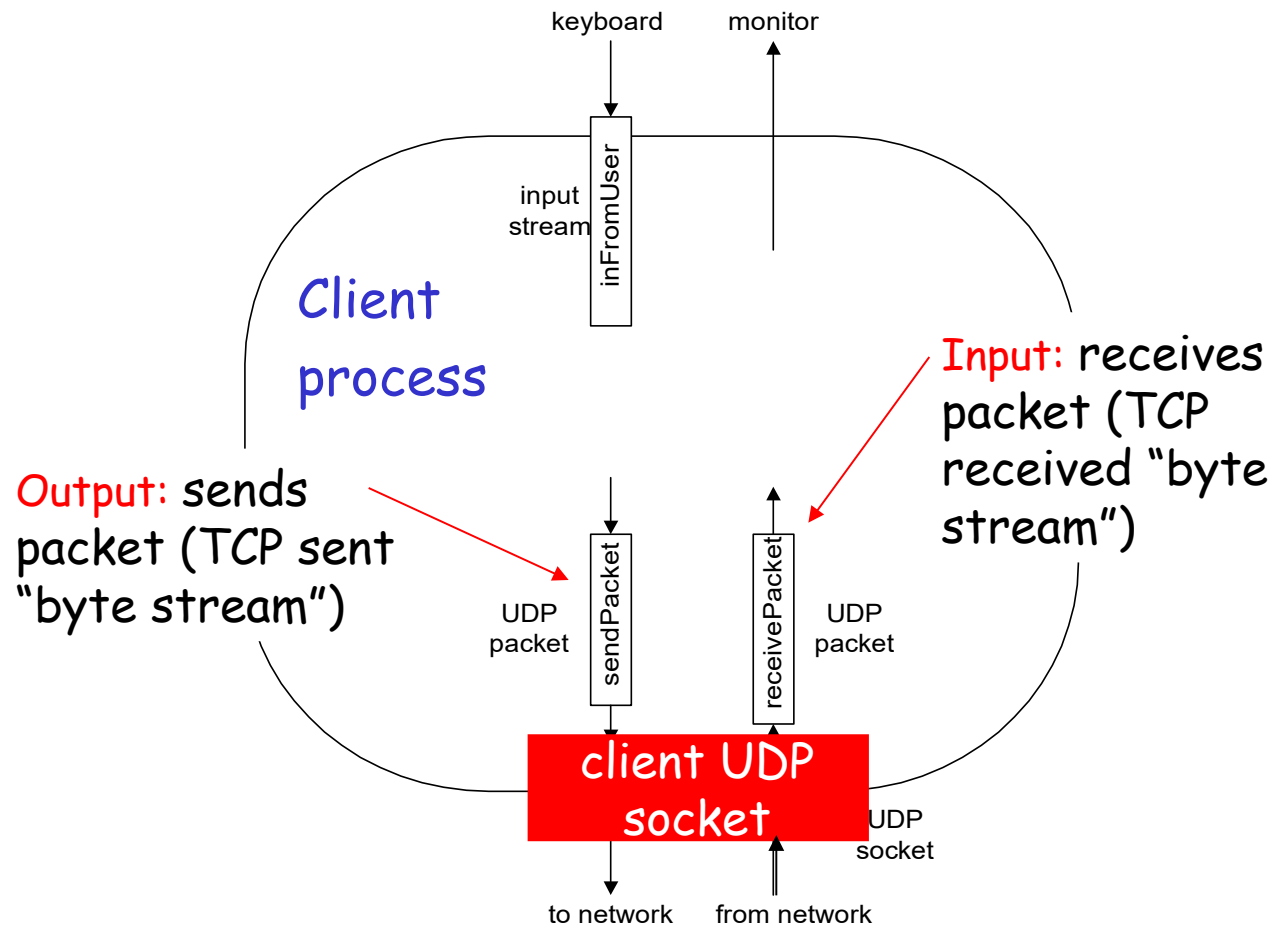 keyboard
monitor
input
stream
inFromUser
Client
process
Input: receives
packet (TCP
received “byte
stream”)
Output: sends
packet (TCP sent
“byte stream”)
UDP
packet
sendPacket
receivePacket
UDP
packet
client UDP
socket
UDP
socket
to network
from network